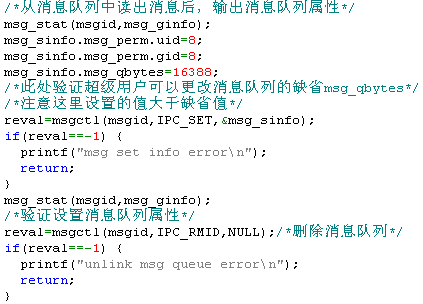 /*从消息队列中读出消息后，输出消息队列属性*/
msg_stat(msgid,msg_ginfo);
msg_sinfo.msg_perm.uid=8;
msg_sinfo.msg_perm.gid=8;
msg_sinfo.msg_qbytes=16388;
/*此处验证超级用户可以更改消息队列的缺省msg_qbytes*/
/*注意这里设置的值大于缺省值*/
reval=msgctl(msgid,IPC_SET,&msg_sinfo);
if(reval==-1) {
  printf("msg set info error\n");
  return;
}
msg_stat(msgid,msg_ginfo);
/*验证设置消息队列属性*/
reval=msgctl(msgid,IPC_RMID,NULL);/*删除消息队列*/
if(reval==-1) {
  printf("unlink msg queue error\n");
  return;
}